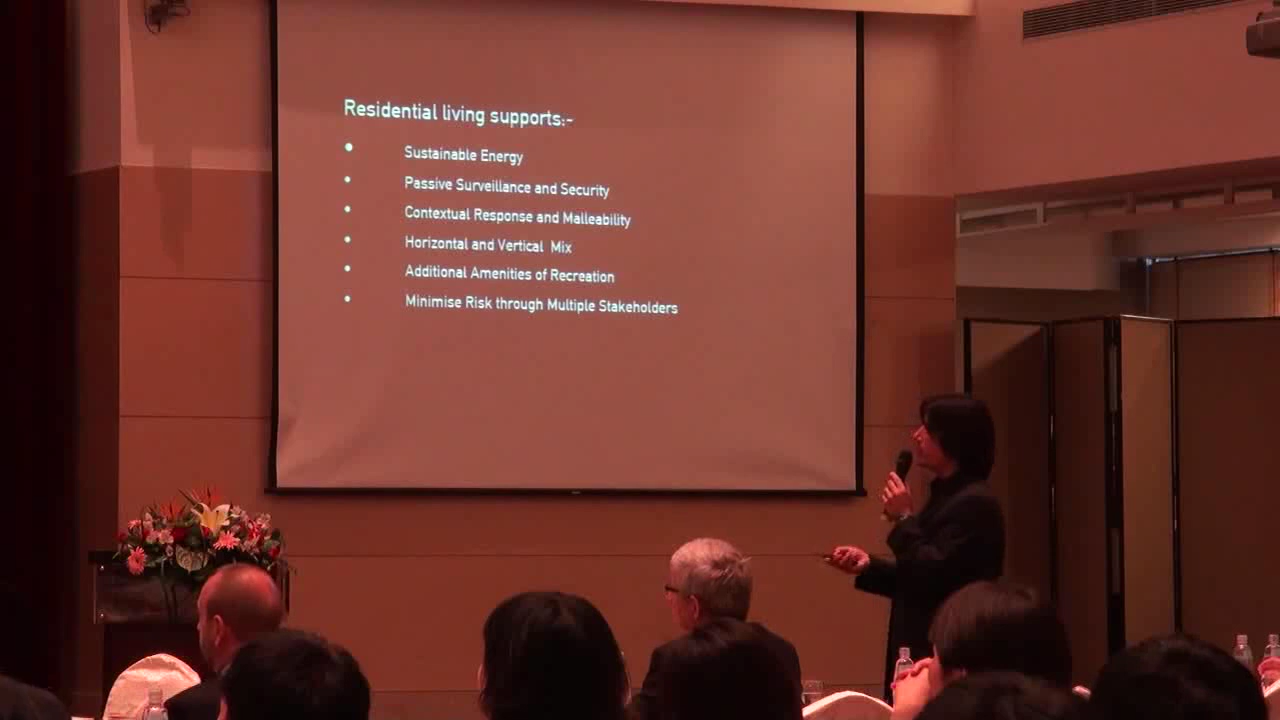 Residential living supports:-
• Sustainable Energy
• Passive Surveillance and Security
• Contextual Response and Malleability
• Horizontal and Vertical Mix
• Additional Amenities of Recreation
• Minimise Risk through Multiple Stakeholders